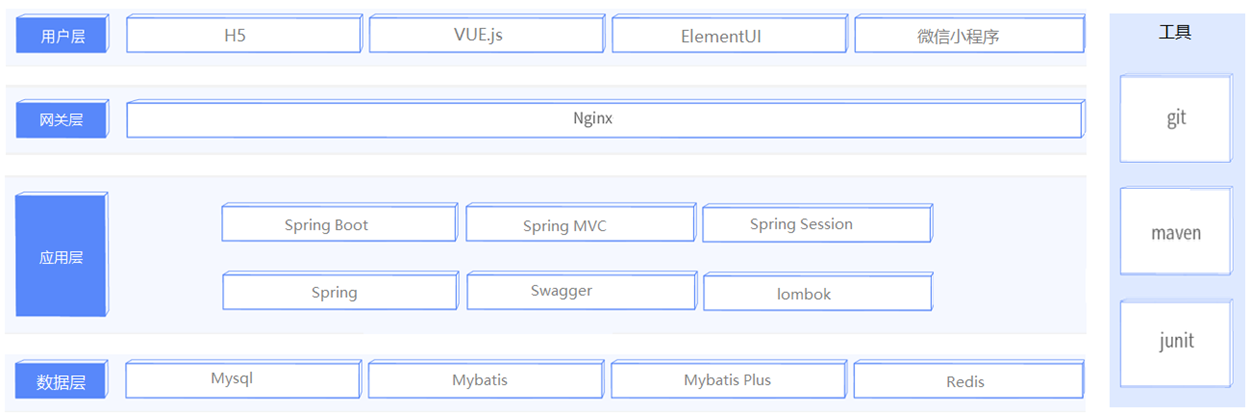 用户层
H5
VUE.js
ElementUI
微信小程序
网关层
Nginx
应用层
Spring Boot
Spring MVC
Spring Session
Spring
Swagger
lombok
数据层
Mysql
Mybatis
Mybatis Plus
Redis
工具
git
maven
junit